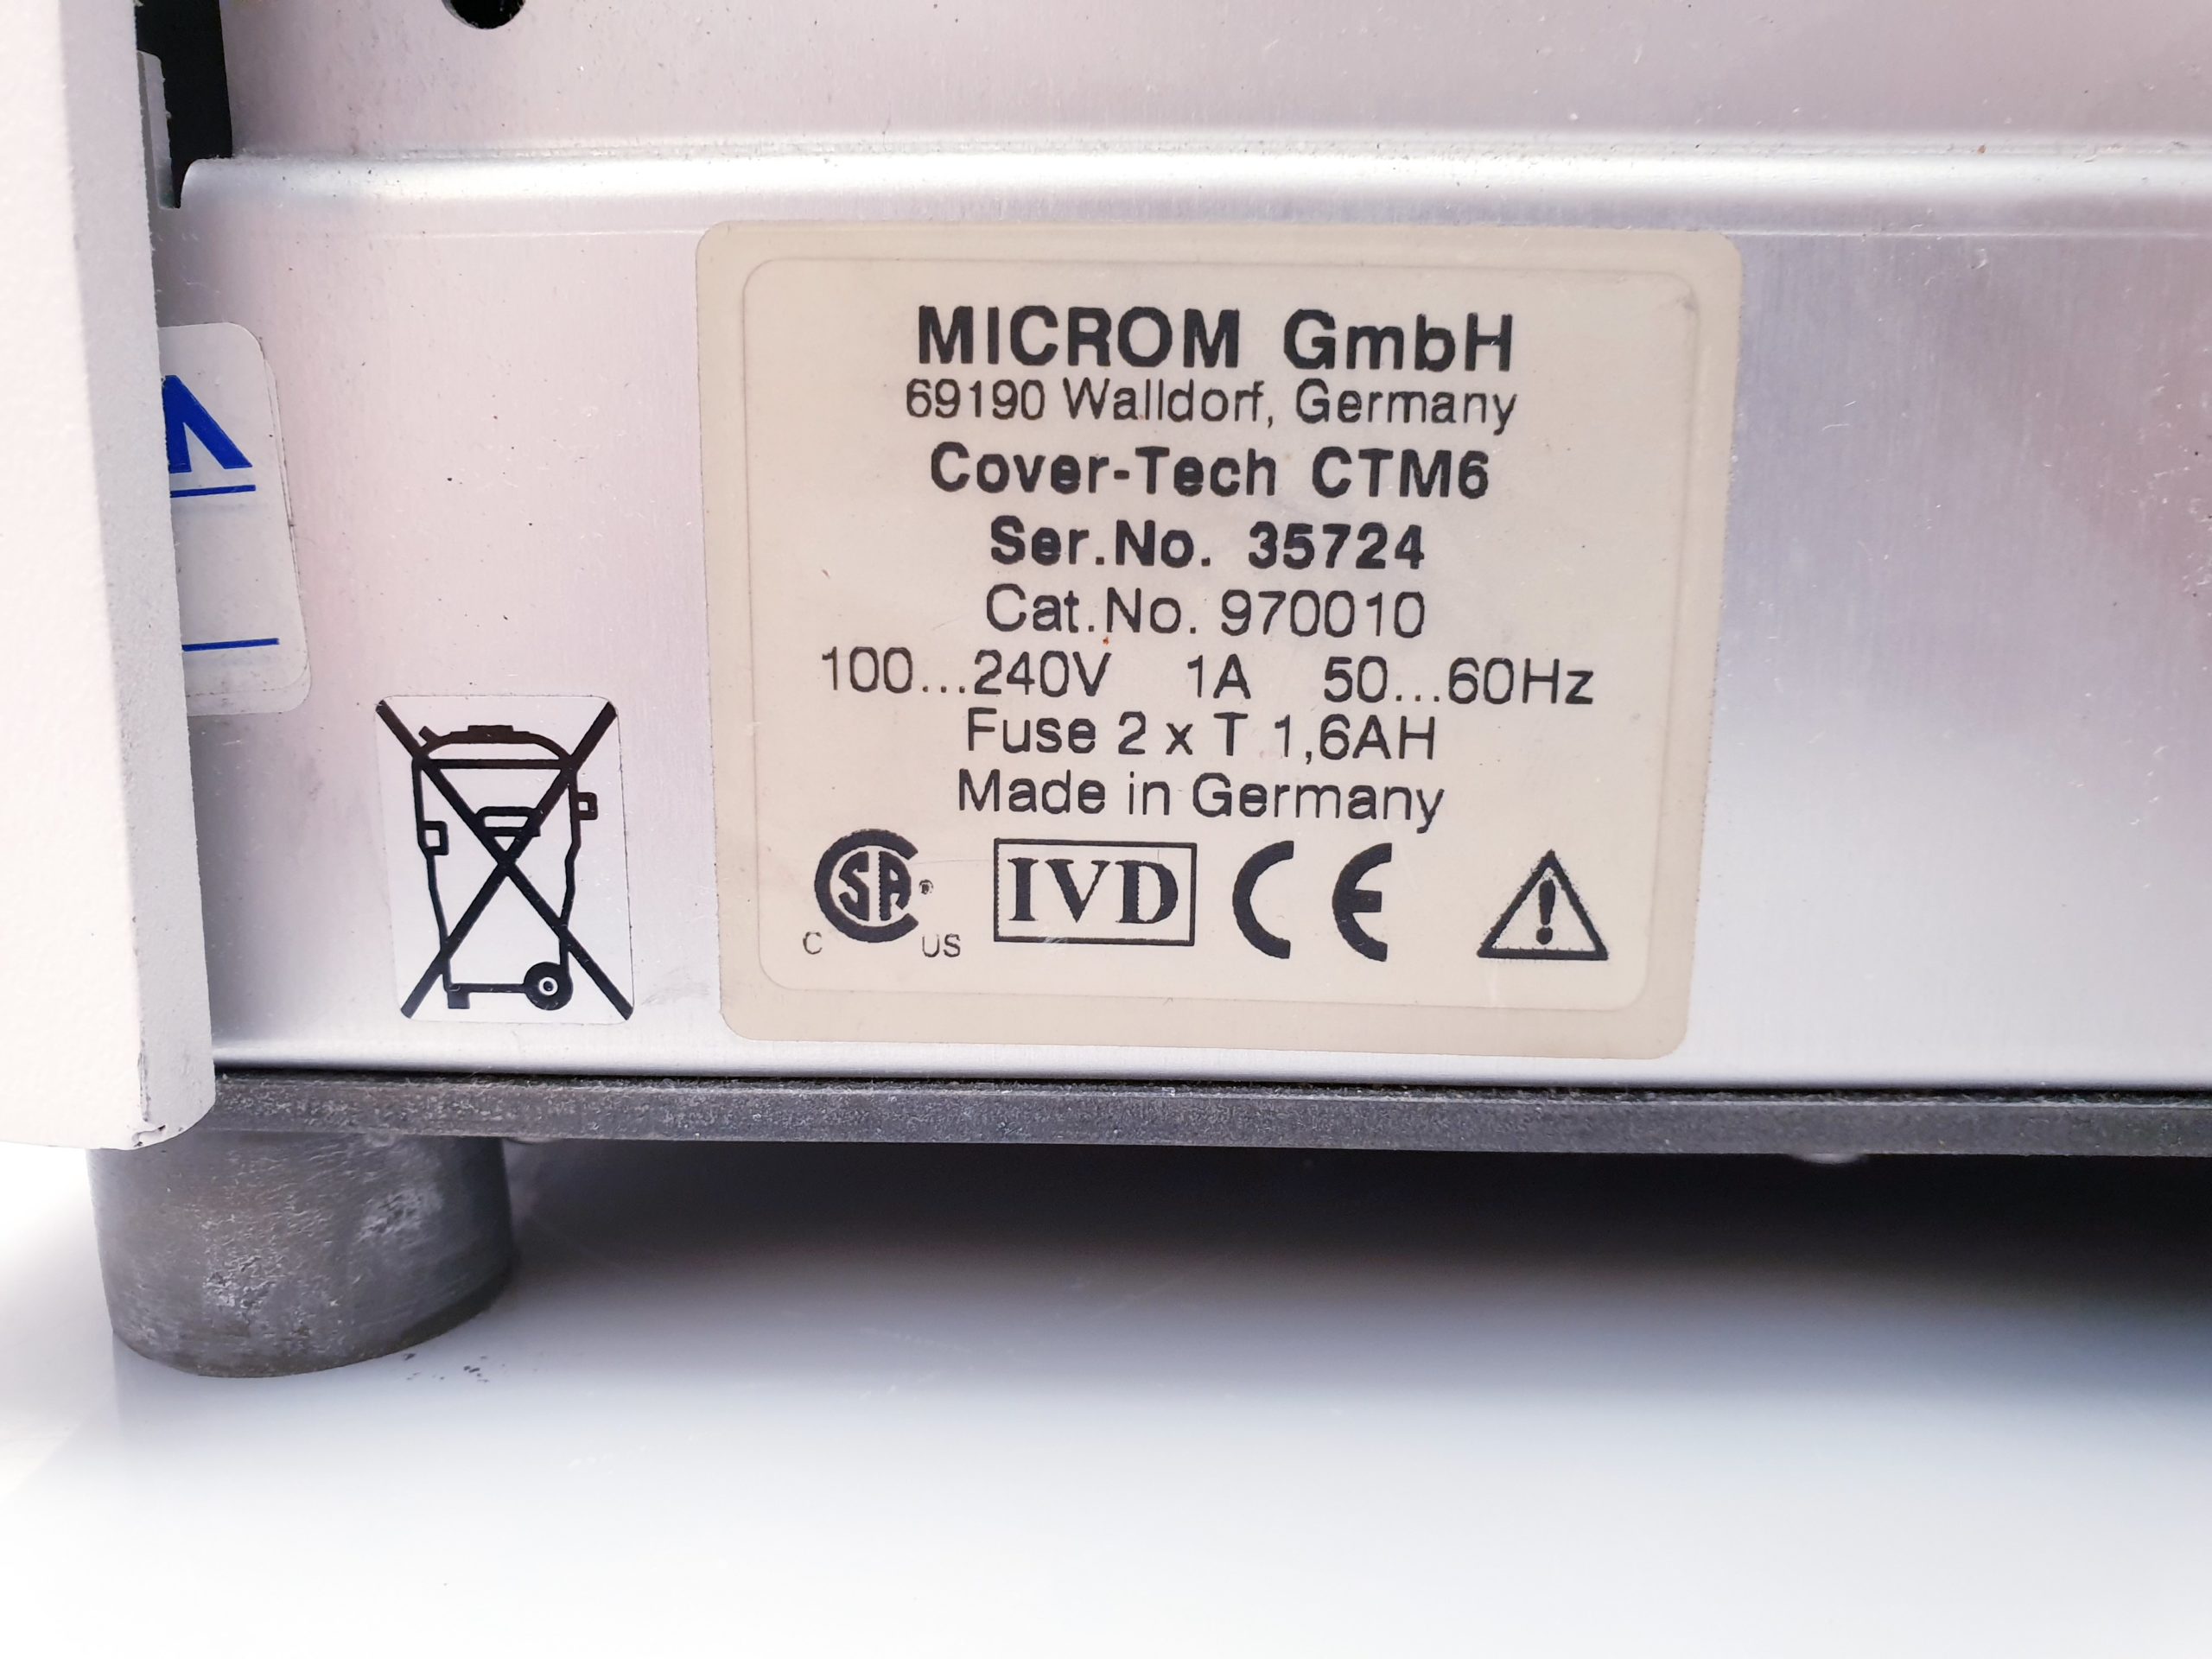 MICROM GmbH
69190 Walldorf, Germany
Cover-Tech CTM6
Ser.No. 35724
Cat.No. 970010
100...240V 1A 50...60Hz
Fuse 2 x T 1,6AH
Made in Germany
C SA® C US IVD CE